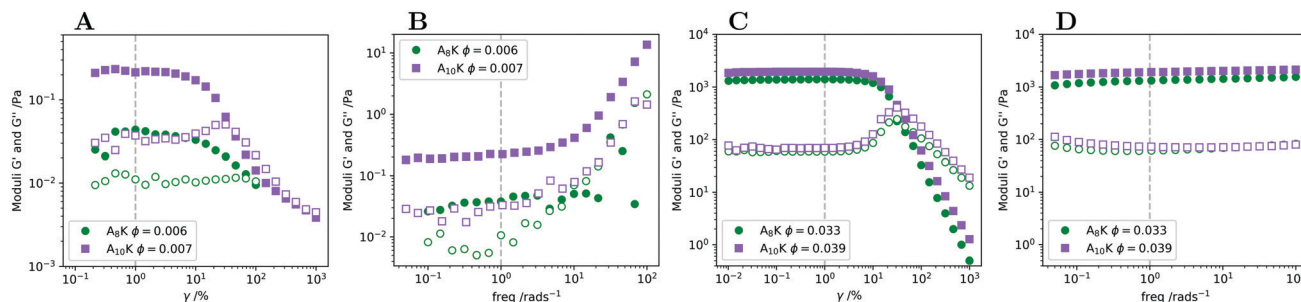 A
Moduli G' and G'' /Pa
10⁻¹
10⁻²
10⁻³
A₈K ϕ = 0.006
A₁₀K ϕ = 0.007
10⁻¹ 10⁰ 10¹ 10² 10³
γ /%
B
Moduli G' and G'' /Pa
10¹
10⁰
10⁻¹
10⁻²
A₈K ϕ = 0.006
A₁₀K ϕ = 0.007
10⁻² 10⁻¹ 10⁰ 10¹ 10²
freq /rads⁻¹
C
Moduli G' and G'' /Pa
10⁴
10³
10²
10¹
10⁰
A₈K ϕ = 0.033
A₁₀K ϕ = 0.039
10⁻² 10⁻¹ 10⁰ 10¹ 10² 10³
γ /%
D
Moduli G' and G'' /Pa
10⁴
10³
10²
10¹
10⁰
A₈K ϕ = 0.033
A₁₀K ϕ = 0.039
10⁻¹ 10⁰ 10¹ 10²
freq /rads⁻¹